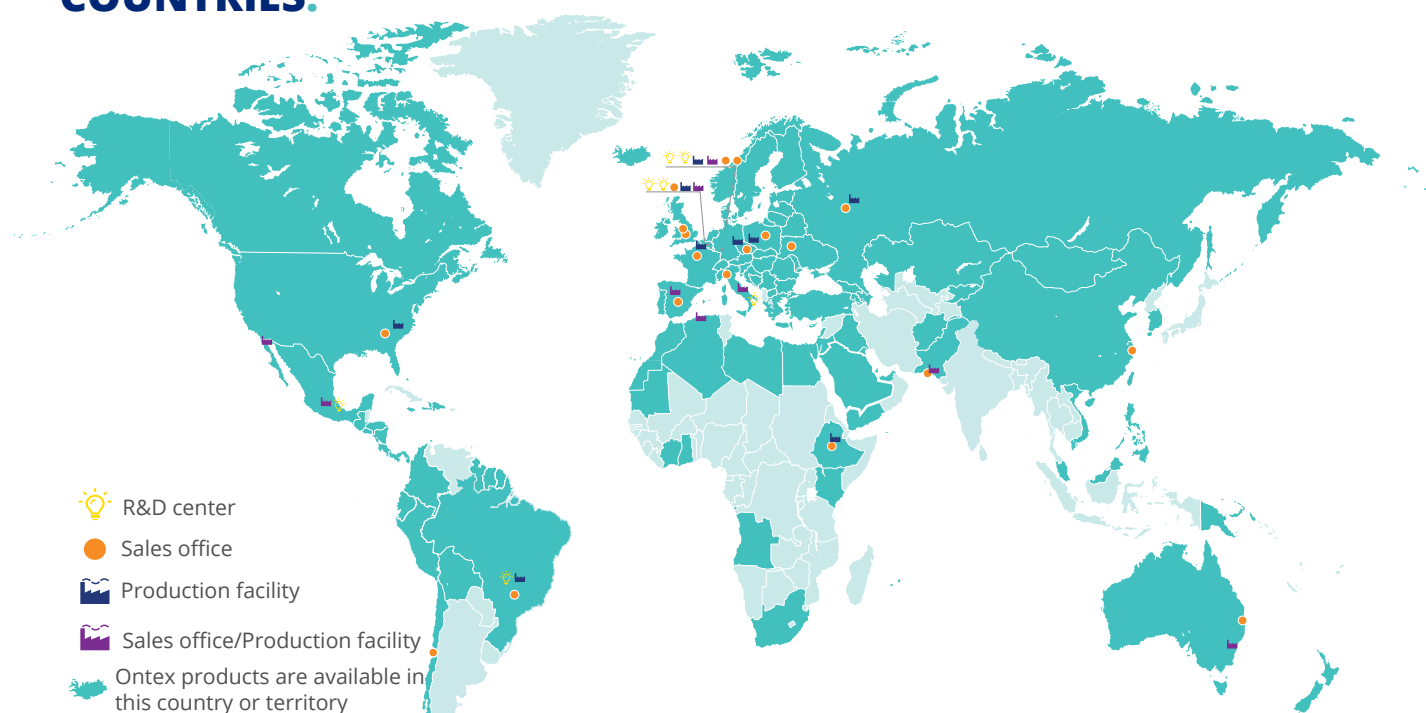 COUNTRIES.
R&D center
Sales office
Production facility
Sales office/Production facility
Ontex products are available in
this country or territory